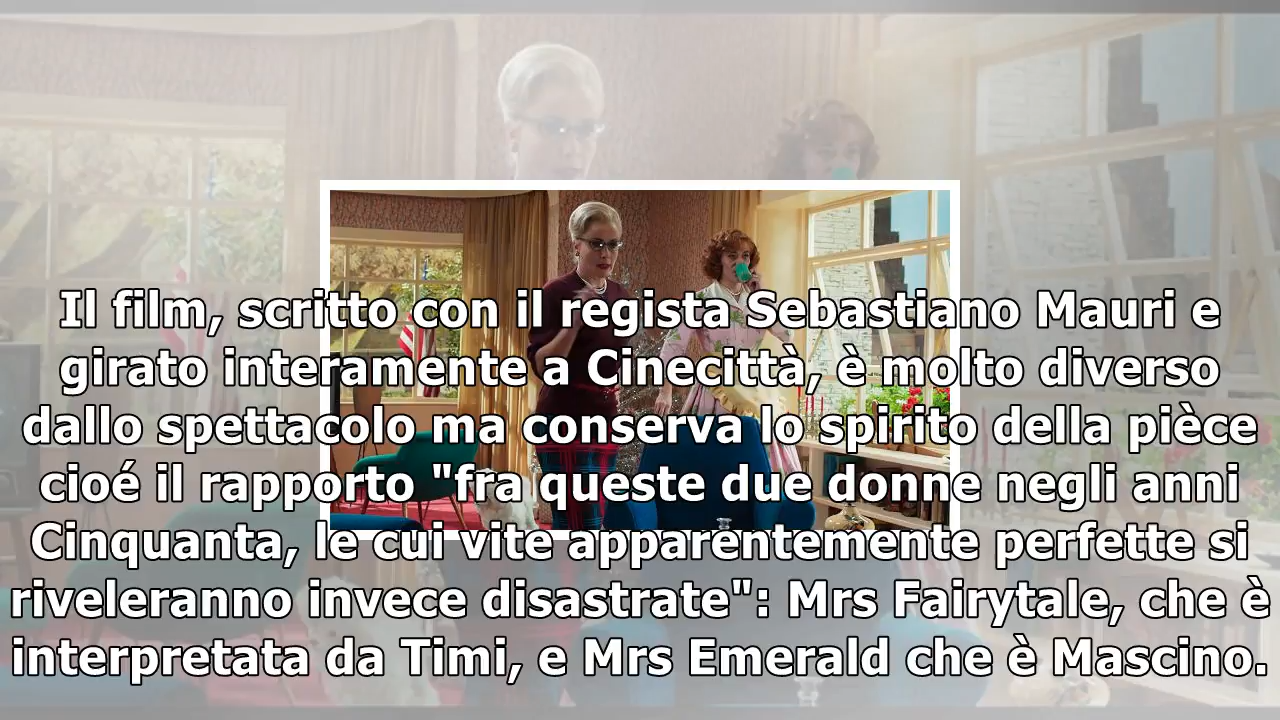 Il film, scritto con il regista Sebastiano Mauri e
girato interamente a Cinecittà, è molto diverso
dallo spettacolo ma conserva lo spirito della pièce
cioé il rapporto "fra queste due donne negli anni
Cinquanta, le cui vite apparentemente perfette si
riveleranno invece disastrate": Mrs Fairytale, che è
interpretata da Timi, e Mrs Emerald che è Mascino.